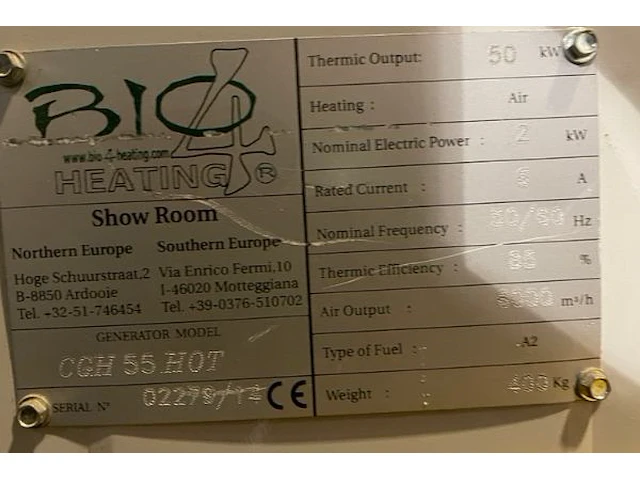 BIO 4
www.bio-4-heating.com
HEATING ®
Show Room
Northern Europe
Hoge Schuurstraat,2
B-8850 Ardooie
Tel. +32-51-746454
Southern Europe
Via Enrico Fermi,10
I-46020 Motteggiana
Tel. +39-0376-510702
GENERATOR MODEL
CGH 55 HOT
SERIAL N° CE
Thermic Output: 50 kW
Heating : Air
Nominal Electric Power : 2 kW
Rated Current : A
Nominal Frequency : Hz
Thermic Efficiency : %
Air Output : m³/h
Type of Fuel : A2
Weight : 400 Kg